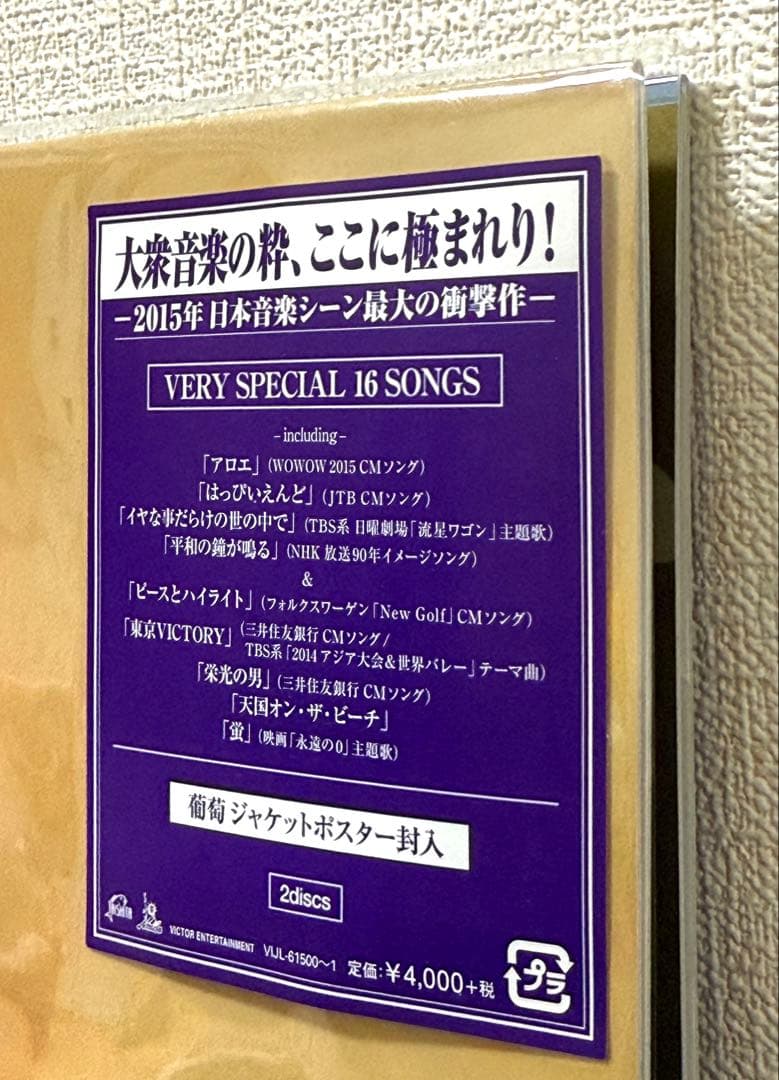 大衆音楽の粋、ここに極まれり！
−2015年 日本音楽シーン最大の衝撃作−
VERY SPECIAL 16 SONGS
-including-
「アロエ」(WOWOW 2015 CMソング)
「はっぴいえんど」(JTB CMソング)
「イヤな事だらけの世の中で」(TBS系 日曜劇場「流星ワゴン」主題歌)
「平和の鐘が鳴る」(NHK 放送90年イメージソング)
&
「ピースとハイライト」(フォルクスワーゲン「New Golf」CMソング)
「東京VICTORY」(三井住友銀行 CMソング/
TBS系「2014 アジア大会&世界バレー」テーマ曲)
「栄光の男」(三井住友銀行 CMソング)
「天国オン・ザ・ビーチ」
「蛍」(映画「永遠の0」主題歌)
葡萄 ジャケットポスター封入
2discs
VICTOR ENTERTAINMENT VIJL-61500〜1 定価:¥4,000+税
プラ